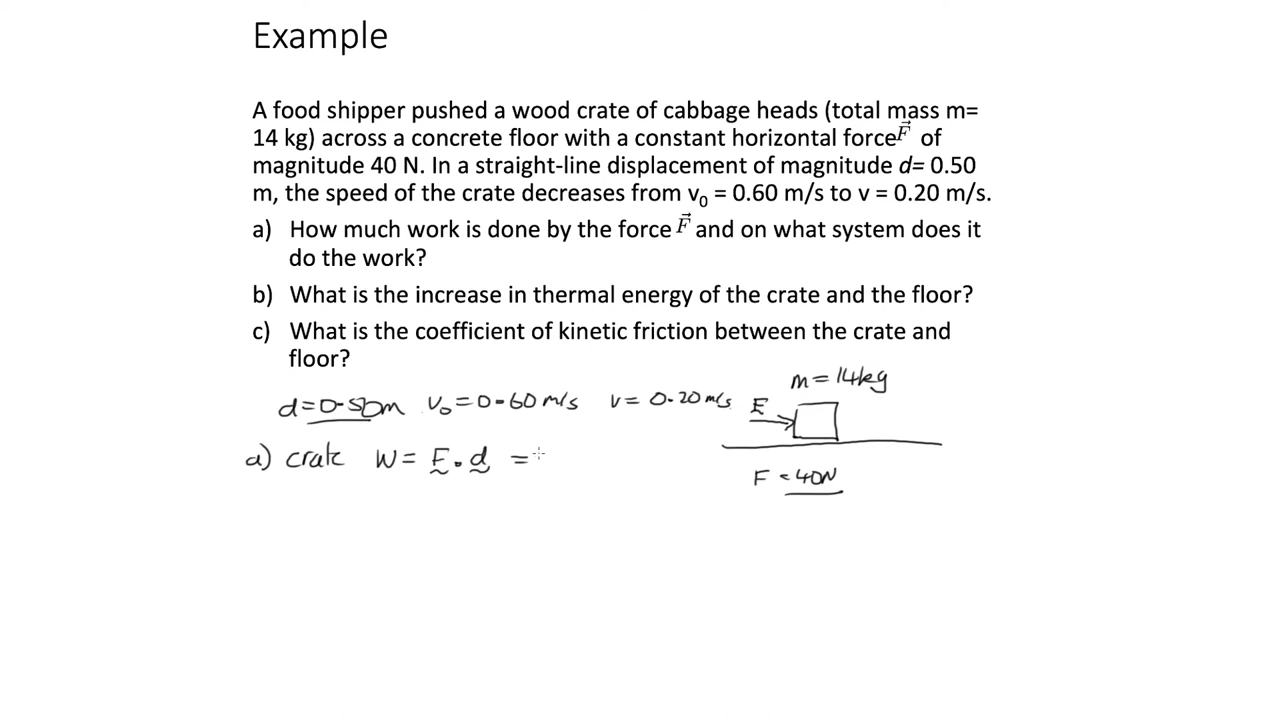 Example
A food shipper pushed a wood crate of cabbage heads (total mass m=
14 kg) across a concrete floor with a constant horizontal force F⃗ of
magnitude 40 N. In a straight-line displacement of magnitude d= 0.50
m, the speed of the crate decreases from v₀ = 0.60 m/s to v = 0.20 m/s.
a) How much work is done by the force F⃗ and on what system does it
do the work?
b) What is the increase in thermal energy of the crate and the floor?
c) What is the coefficient of kinetic friction between the crate and
floor?
m = 14kg
d = 0.50m v₀ = 0.60 m/s v = 0.20 m/s F
a) crate W = F . d =
F = 40N